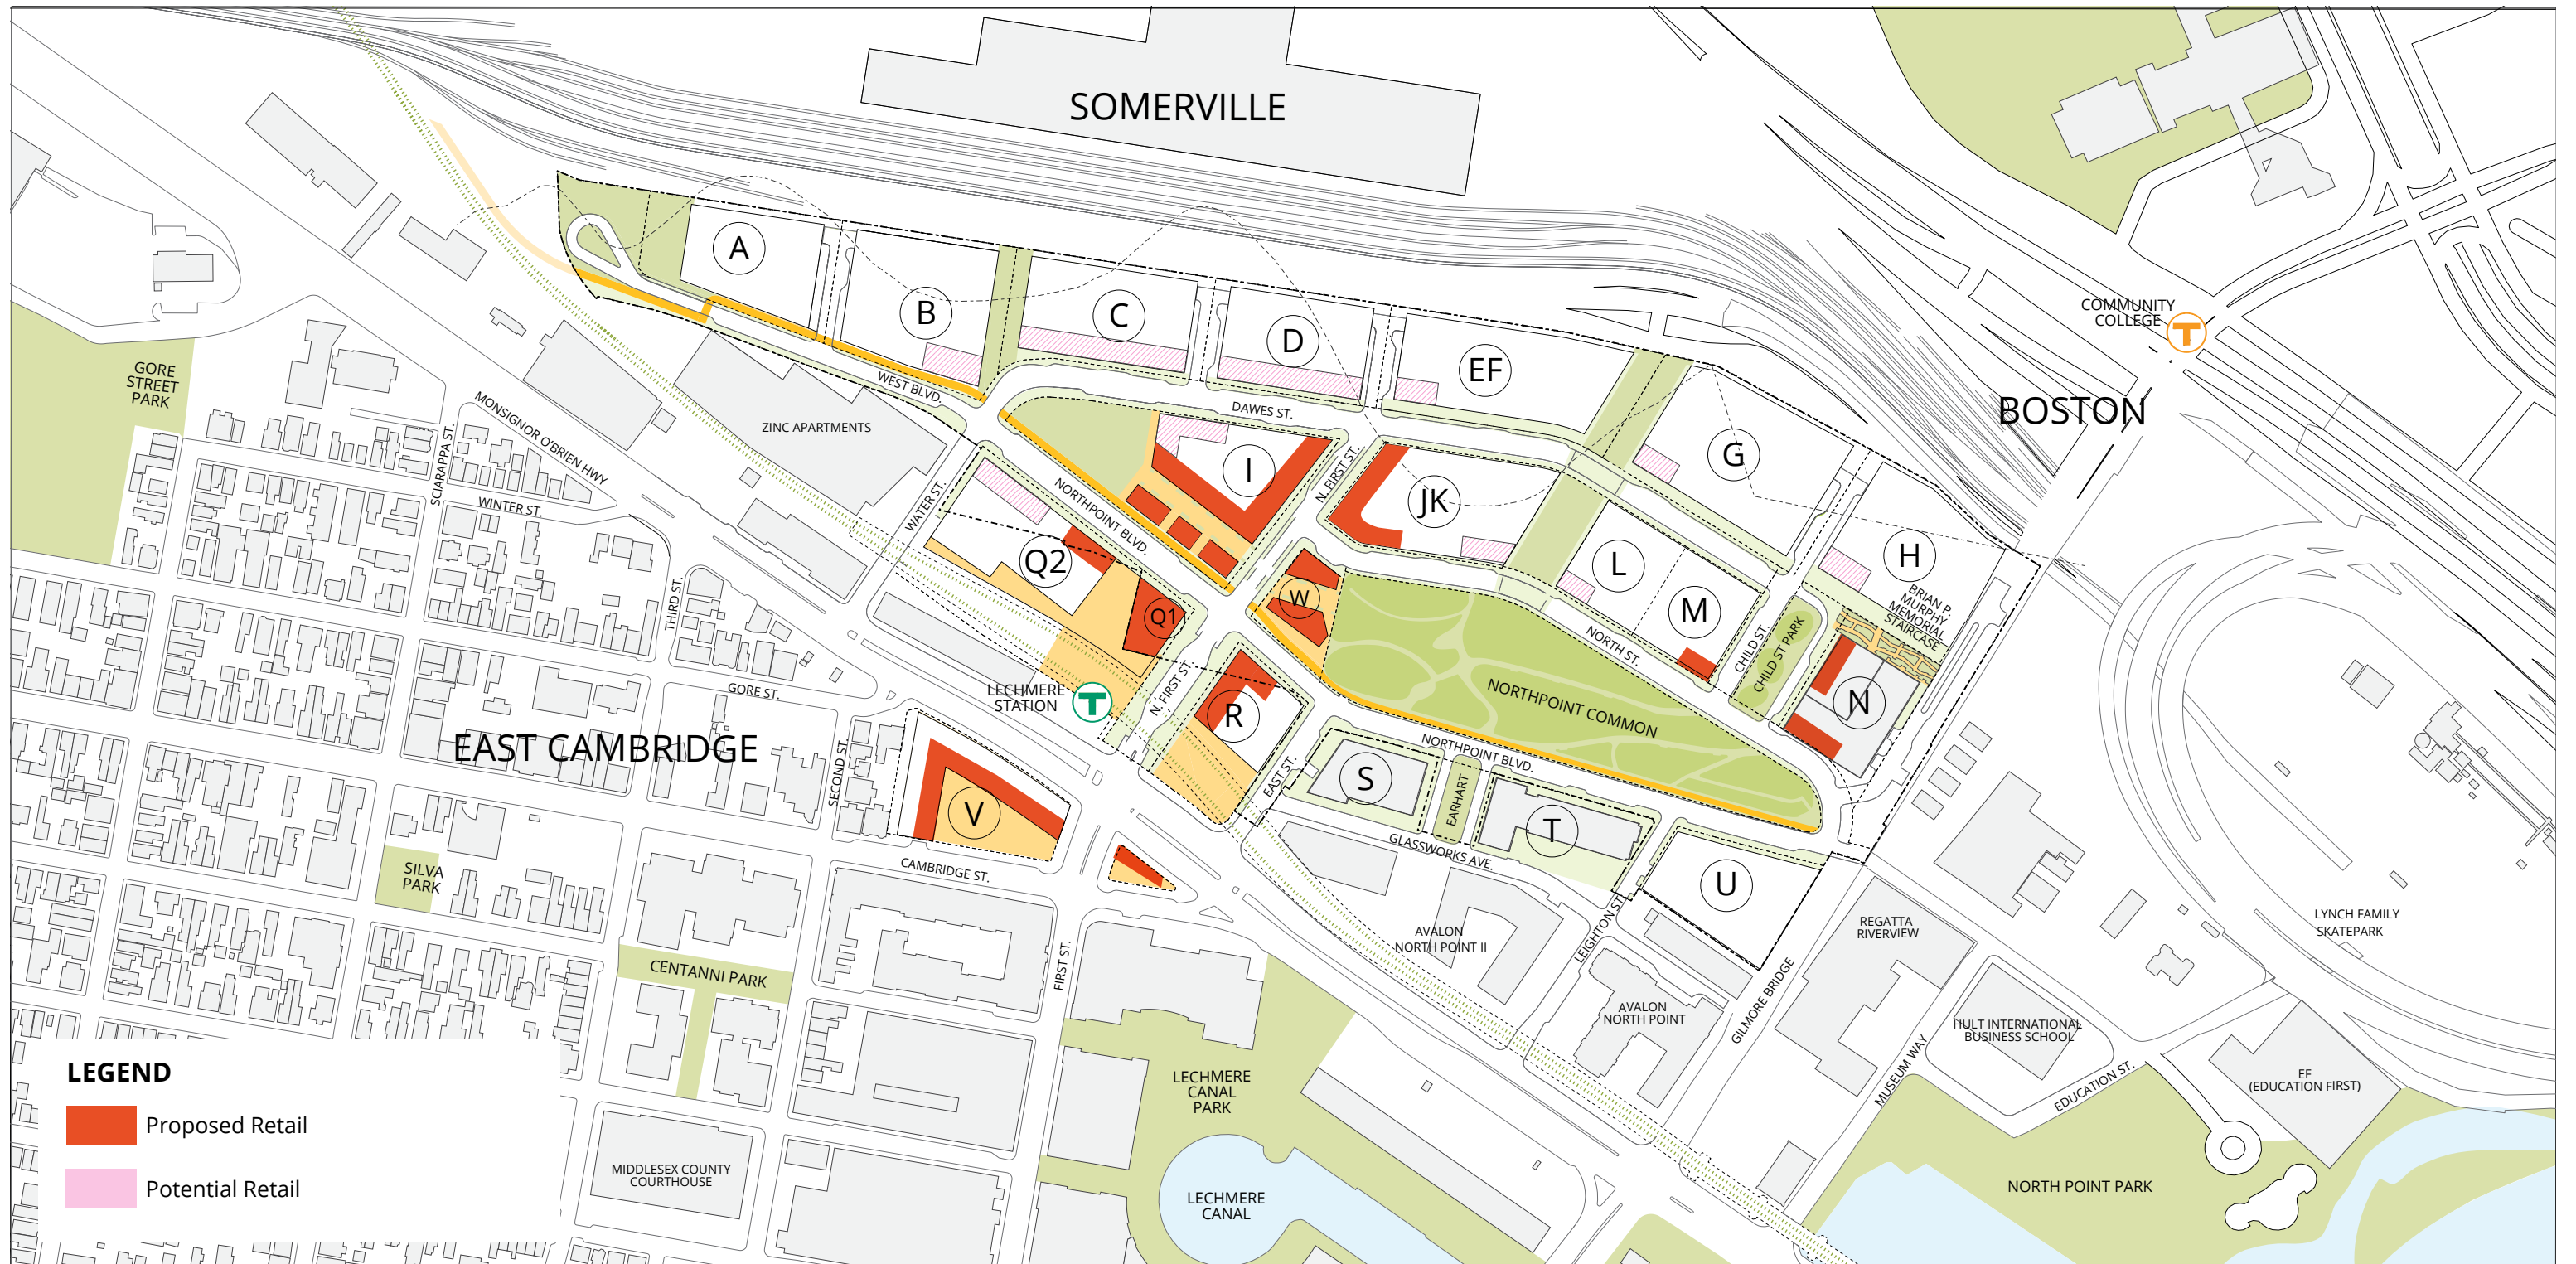 SOMERVILLE
BOSTON
EAST CAMBRIDGE
COMMUNITY
COLLEGE
T
A
B
C
D
EF
G
H
I
JK
L
M
N
Q2
Q1
W
R
S
T
U
V
GORE
STREET
PARK
MONSIGNOR O'BRIEN HWY
SCIARAPPA ST.
WINTER ST.
THIRD ST.
GORE ST.
SECOND ST.
CAMBRIDGE ST.
FIRST ST.
ZINC APARTMENTS
WEST BLVD.
WATER ST.
DAWES ST.
NORTHPOINT BLVD.
N. FIRST ST.
N. FIRST ST.
LECHMERE
STATION
T
NORTH ST.
CHILD ST.
CHILD ST PARK
BRIAN P.
MURPHY
MEMORIAL
STAIRCASE
NORTHPOINT COMMON
NORTHPOINT BLVD.
EAST ST.
EARHART
GLASSWORKS AVE.
LEIGHTON ST.
GILMORE BRIDGE
AVALON
NORTH POINT II
AVALON
NORTH POINT
REGATTA
RIVERVIEW
MUSEUM WAY
HULT INTERNATIONAL
BUSINESS SCHOOL
EDUCATION ST.
EF
(EDUCATION FIRST)
LYNCH FAMILY
SKATEPARK
NORTH POINT PARK
SILVA
PARK
CENTANNI PARK
MIDDLESEX COUNTY
COURTHOUSE
LECHMERE
CANAL
PARK
LECHMERE
CANAL
LEGEND
Proposed Retail
Potential Retail